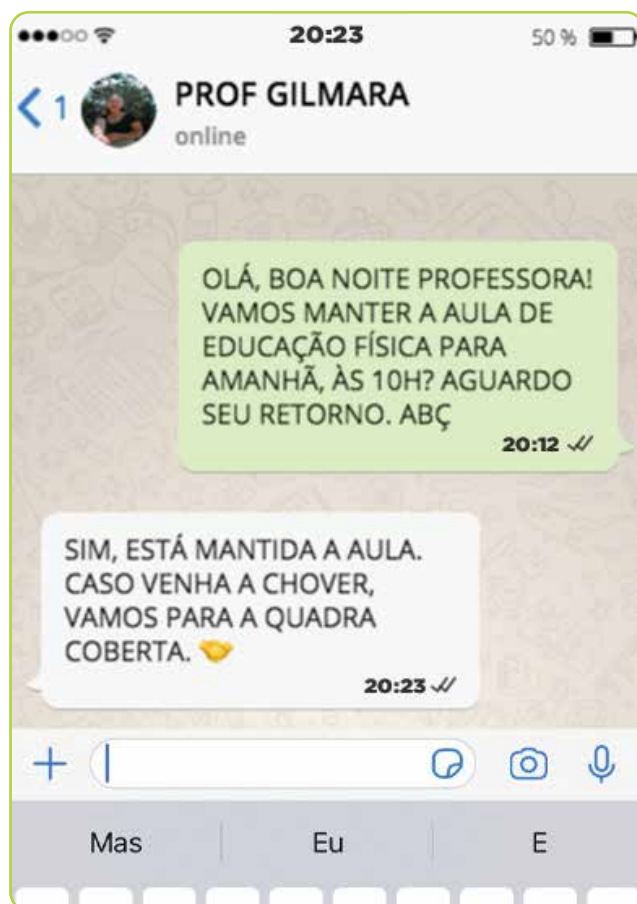 20:23
50 %
1
PROF GILMARA
online
OLÁ, BOA NOITE PROFESSORA!
VAMOS MANTER A AULA DE
EDUCAÇÃO FÍSICA PARA
AMANHÃ, ÀS 10H? AGUARDO
SEU RETORNO. ABÇ
20:12
SIM, ESTÁ MANTIDA A AULA.
CASO VENHA A CHOVER,
VAMOS PARA A QUADRA
COBERTA. 🤝
20:23
Mas Eu E